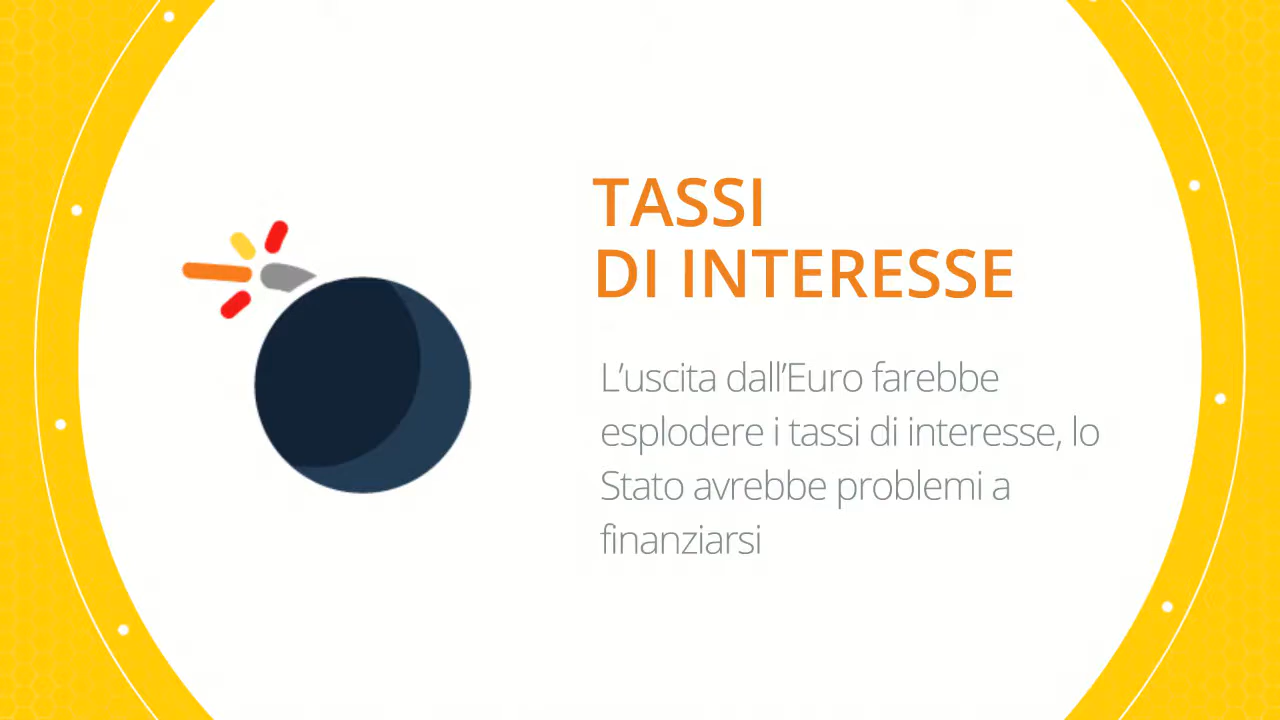 TASSI
DI INTERESSE
L’uscita dall’Euro farebbe
esplodere i tassi di interesse, lo
Stato avrebbe problemi a
finanziarsi